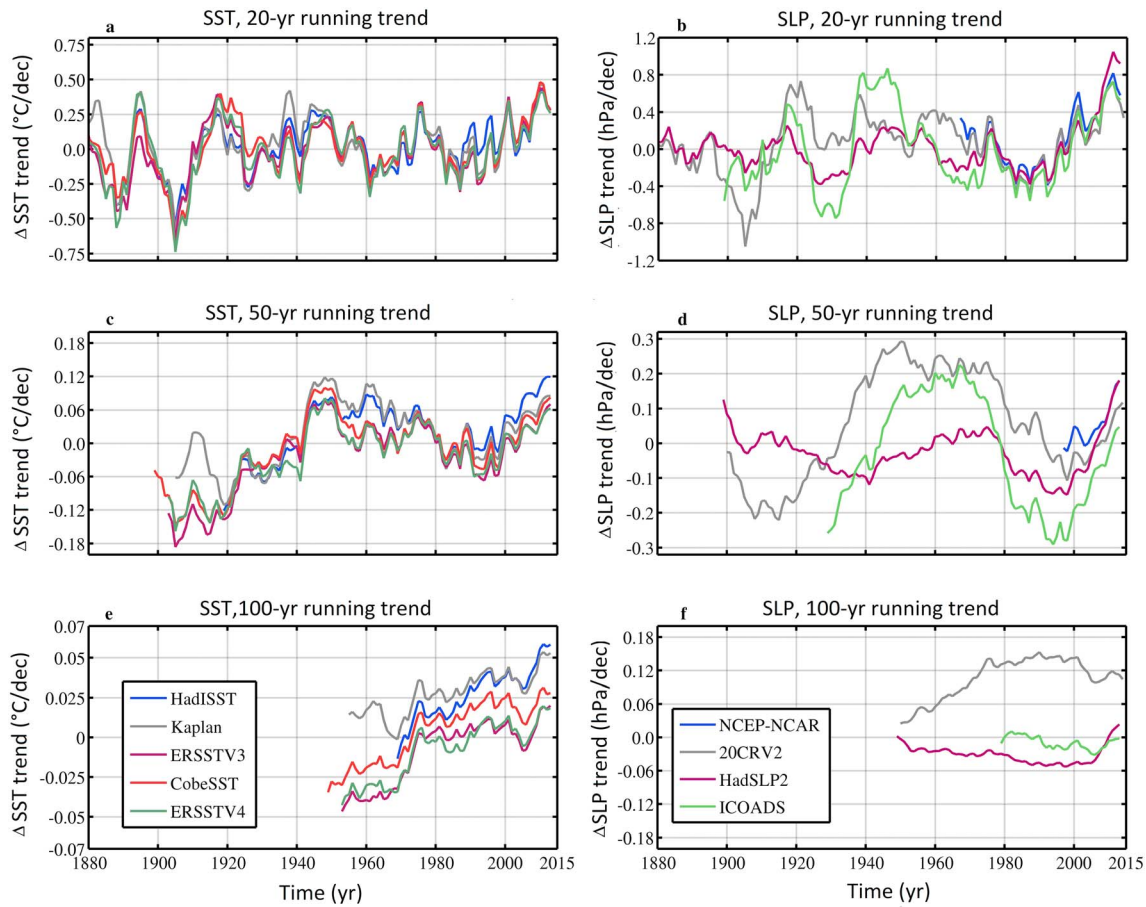 a SST, 20-yr running trend
0.75
0.50
0.25
0.0
-0.25
-0.50
-0.75
Δ SST trend (°C/dec)
b SLP, 20-yr running trend
1.2
0.8
0.4
0.0
-0.4
-0.8
-1.2
ΔSLP trend (hPa/dec)
c SST, 50-yr running trend
0.18
0.12
0.06
0.0
-0.06
-0.12
-0.18
Δ SST trend (°C/dec)
d SLP, 50-yr running trend
0.3
0.2
0.1
0
-0.1
-0.2
-0.3
ΔSLP trend (hPa/dec)
e SST,100-yr running trend
0.07
0.05
0.025
0
-0.025
-0.05
-0.07
Δ SST trend (°C/dec)
HadISST
Kaplan
ERSSTV3
CobeSST
ERSSTV4
1880 1900 1920 1940 1960 1980 2000 2015
Time (yr)
f SLP, 100-yr running trend
0.18
0.12
0.06
0.0
-0.06
-0.12
-0.18
ΔSLP trend (hPa/dec)
NCEP-NCAR
20CRV2
HadSLP2
ICOADS
1880 1900 1920 1940 1960 1980 2000 2015
Time (yr)